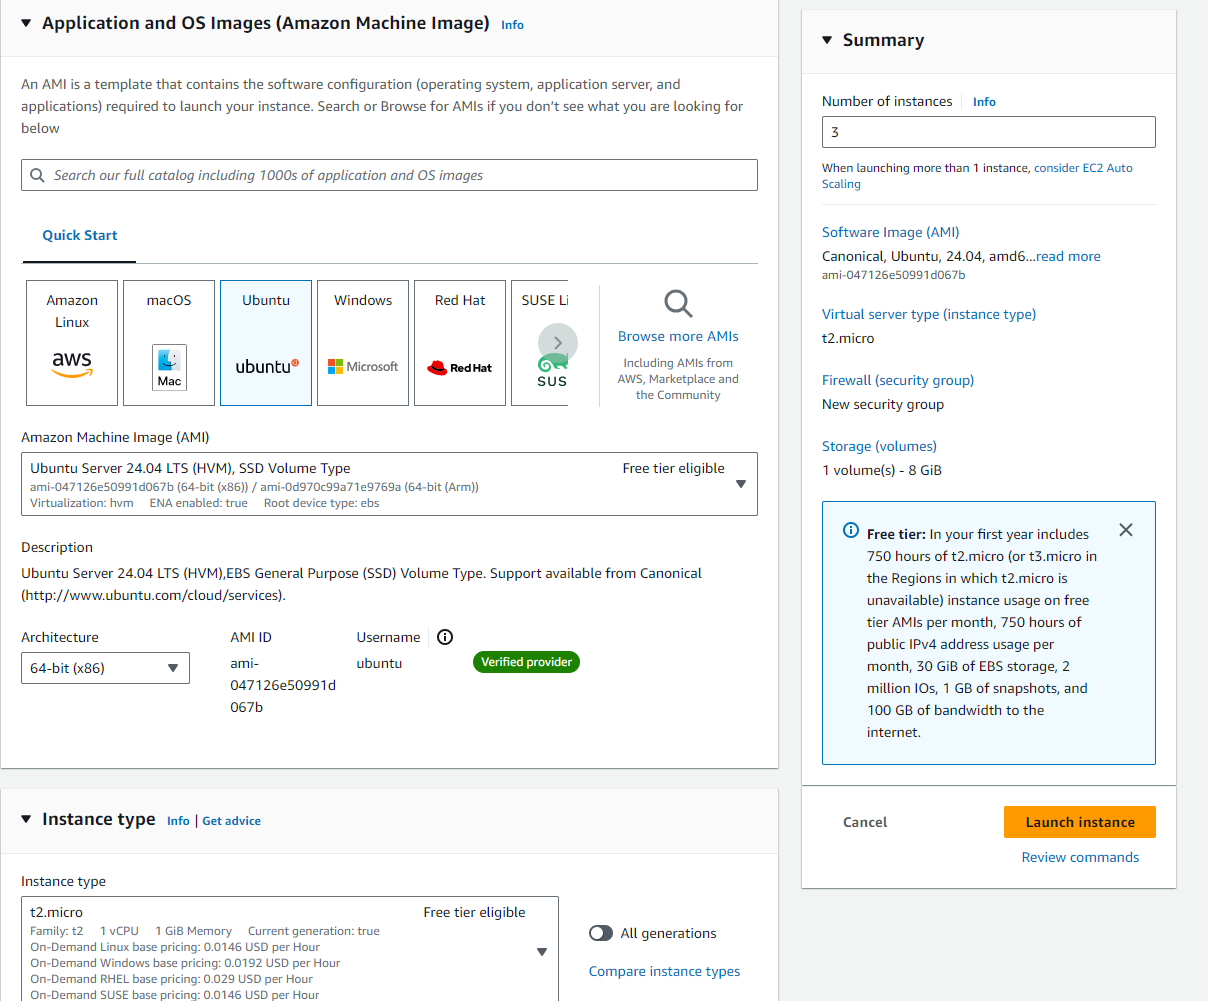 Application and OS Images (Amazon Machine Image) Info
An AMI is a template that contains the software configuration (operating system, application server, and
applications) required to launch your instance. Search or Browse for AMIs if you don't see what you are looking for
below
Search our full catalog including 1000s of application and OS images
Quick Start
Amazon
Linux
aws
macOS
Mac
Ubuntu
ubuntu
Windows
Microsoft
Red Hat
Red Hat
SUSE Li
SUS
Browse more AMIs
Including AMIs from
AWS, Marketplace and
the Community
Amazon Machine Image (AMI)
Ubuntu Server 24.04 LTS (HVM), SSD Volume Type
Free tier eligible
ami-047126e50991d067b (64-bit (x86)) / ami-0d970c99a71e9769a (64-bit (Arm))
Virtualization: hvm ENA enabled: true Root device type: ebs
Description
Ubuntu Server 24.04 LTS (HVM),EBS General Purpose (SSD) Volume Type. Support available from Canonical
(http://www.ubuntu.com/cloud/services).
Architecture
64-bit (x86)
AMI ID
ami-
047126e50991d
067b
Username
ubuntu
Verified provider
Instance type Info | Get advice
Instance type
t2.micro
Free tier eligible
Family: t2 1 vCPU 1 GiB Memory Current generation: true
On-Demand Linux base pricing: 0.0146 USD per Hour
On-Demand Windows base pricing: 0.0192 USD per Hour
On-Demand RHEL base pricing: 0.029 USD per Hour
On-Demand SUSE base pricing: 0.0146 USD per Hour
All generations
Compare instance types
Summary
Number of instances Info
3
When launching more than 1 instance, consider EC2 Auto
Scaling
Software Image (AMI)
Canonical, Ubuntu, 24.04, amd6...read more
ami-047126e50991d067b
Virtual server type (instance type)
t2.micro
Firewall (security group)
New security group
Storage (volumes)
1 volume(s) - 8 GiB
Free tier: In your first year includes
750 hours of t2.micro (or t3.micro in
the Regions in which t2.micro is
unavailable) instance usage on free
tier AMIs per month, 750 hours of
public IPv4 address usage per
month, 30 GiB of EBS storage, 2
million IOs, 1 GB of snapshots, and
100 GB of bandwidth to the
internet.
Cancel
Launch instance
Review commands